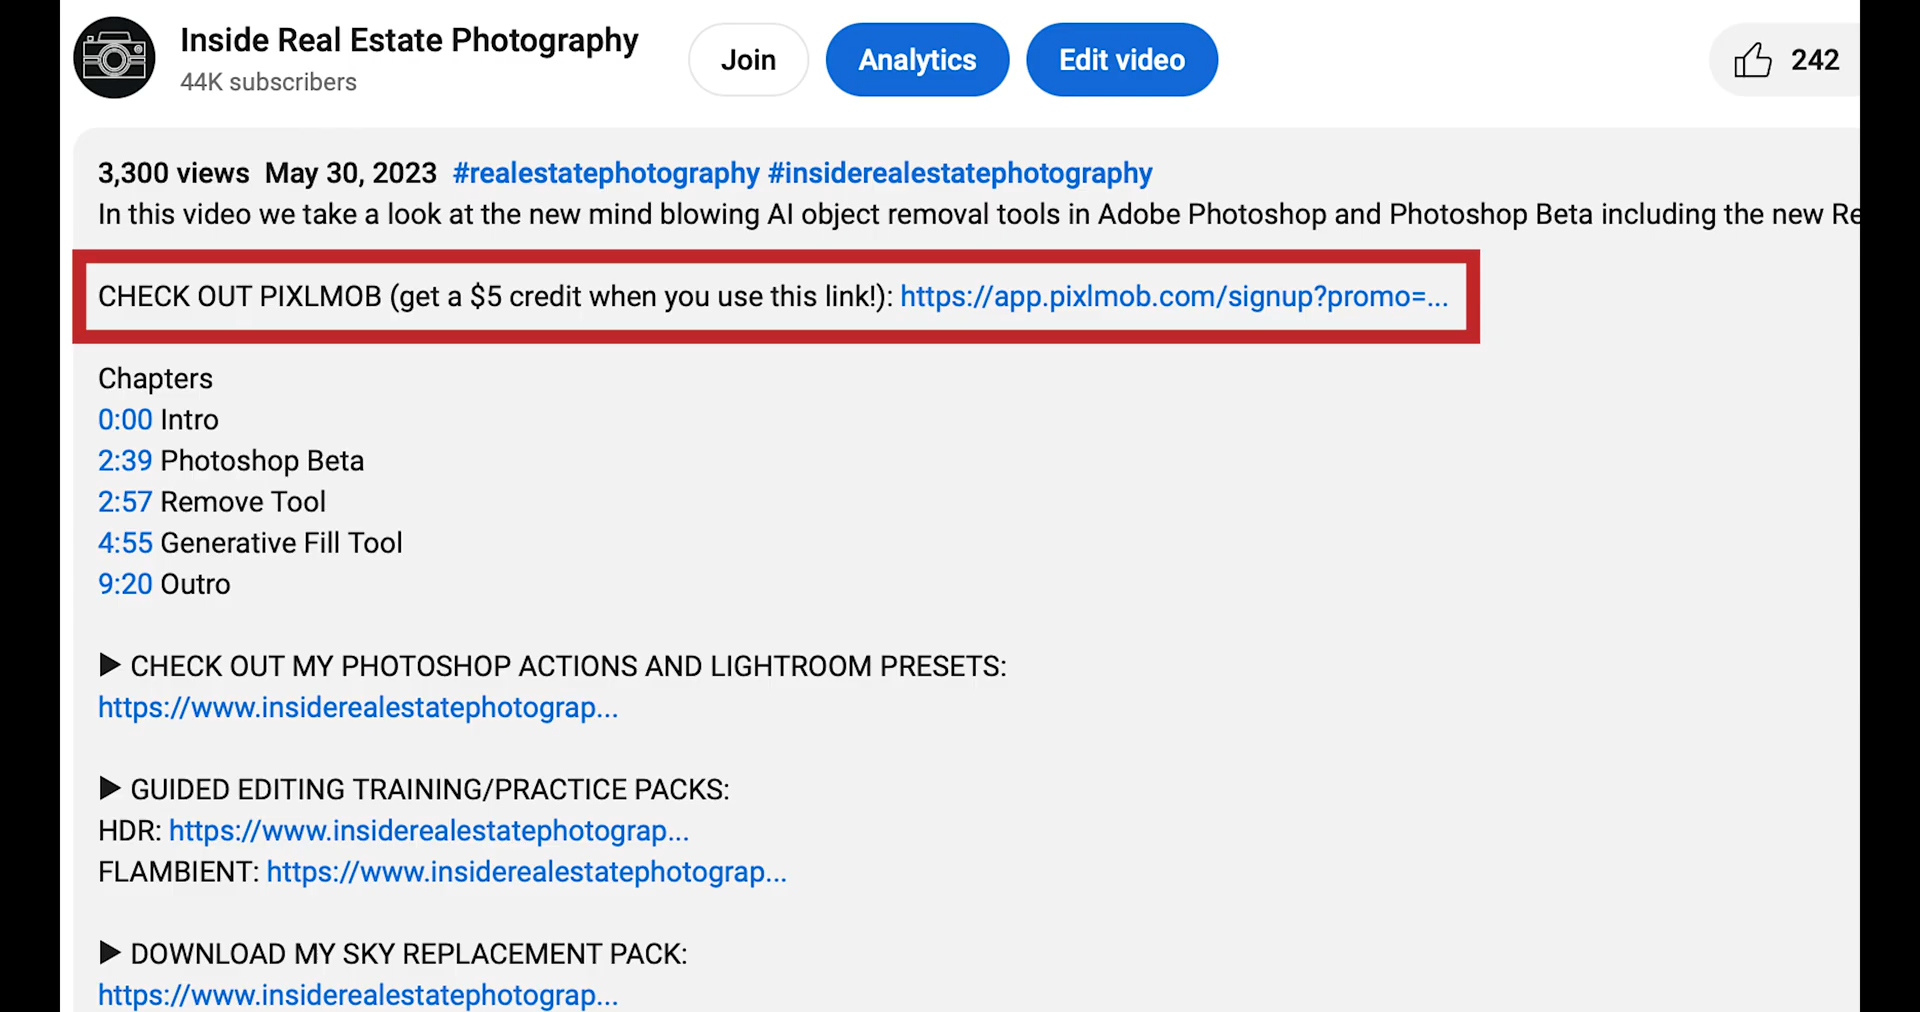 Inside Real Estate Photography
44K subscribers
Join
Analytics
Edit video
242
3,300 views May 30, 2023 #realestatephotography #insiderealestatephotography
In this video we take a look at the new mind blowing AI object removal tools in Adobe Photoshop and Photoshop Beta including the new Re
CHECK OUT PIXLMOB (get a $5 credit when you use this link!): https://app.pixlmob.com/signup?promo=...
Chapters
0:00 Intro
2:39 Photoshop Beta
2:57 Remove Tool
4:55 Generative Fill Tool
9:20 Outro
▶ CHECK OUT MY PHOTOSHOP ACTIONS AND LIGHTROOM PRESETS:
https://www.insiderealestatephotograp...
▶ GUIDED EDITING TRAINING/PRACTICE PACKS:
HDR: https://www.insiderealestatephotograp...
FLAMBIENT: https://www.insiderealestatephotograp...
▶ DOWNLOAD MY SKY REPLACEMENT PACK:
https://www.insiderealestatephotograp...